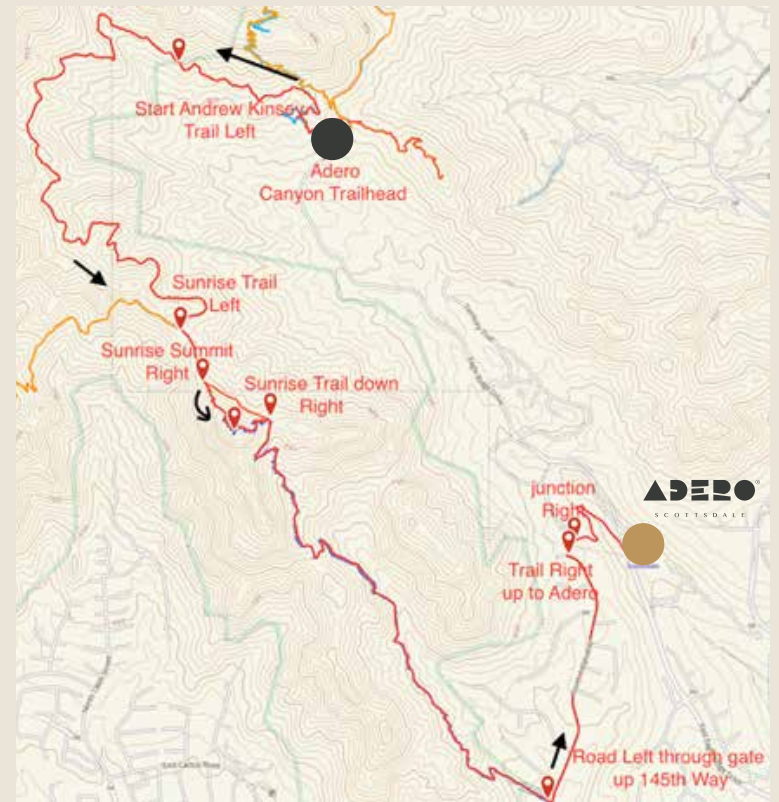 Start Andrew Kinsey
Trail Left
Adero
Canyon Trailhead
Sunrise Trail
Left
Sunrise Summit
Right
Sunrise Trail down
Right
junction
Right
ADERO®
SCOTTSDALE
Trail Right
up to Adero
Road Left through gate
up 145th Way